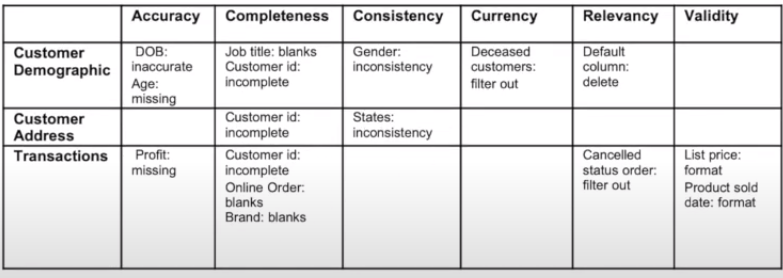 Accuracy Completeness Consistency Currency Relevancy Validity
Customer
Demographic
DOB:
inaccurate
Age:
missing
Job title: blanks
Customer id:
incomplete
Gender:
inconsistency
Deceased
customers:
filter out
Default
column:
delete
Customer
Address
Customer id:
incomplete
States:
inconsistency
Transactions
Profit:
missing
Customer id:
incomplete
Online Order:
blanks
Brand: blanks
Cancelled
status order:
filter out
List price:
format
Product sold
date: format